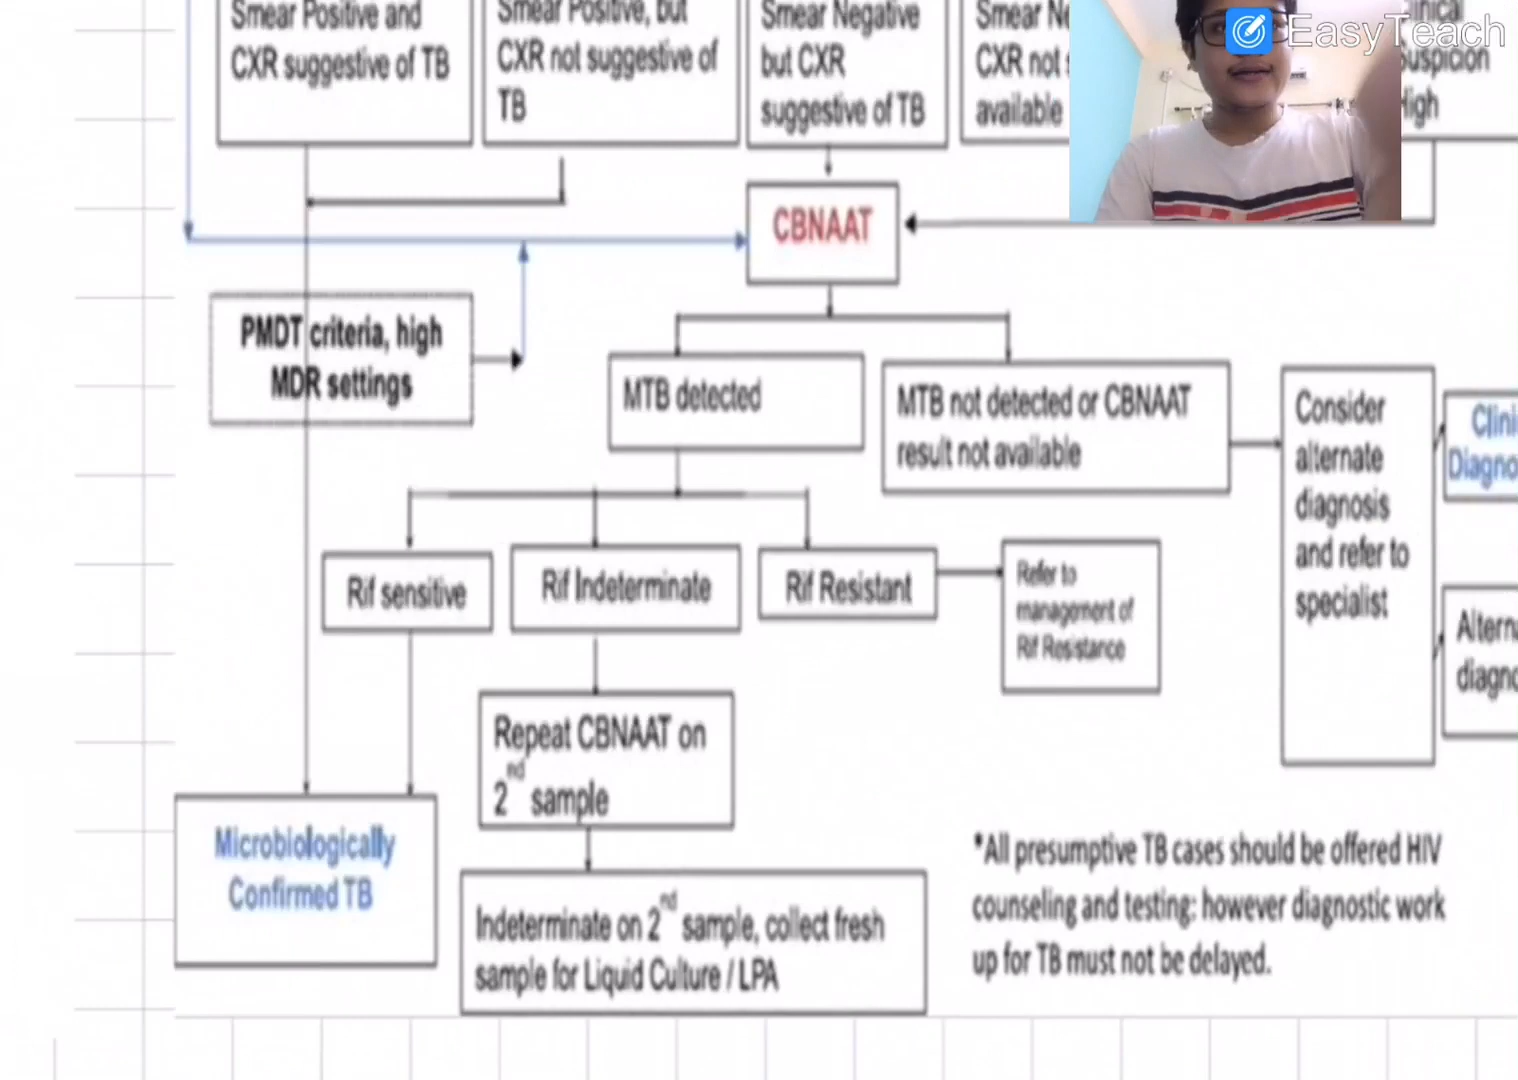 Smear Positive and
CXR suggestive of TB
Smear Positive, but
CXR not suggestive of
TB
Smear Negative
but CXR
suggestive of TB
Smear
CXR not
available
EasyTeach
CBNAAT
PMDT criteria, high
MDR settings
MTB detected
MTB not detected or CBNAAT
result not available
Consider
alternate
diagnosis
and refer to
specialist
Rif sensitive
Rif Indeterminate
Rif Resistant
Refer to
management of
Rif Resistance
Repeat CBNAAT on
2nd sample
Microbiologically
Confirmed TB
Indeterminate on 2nd sample, collect fresh
sample for Liquid Culture / LPA
*All presumptive TB cases should be offered HIV
counseling and testing; however diagnostic work
up for TB must not be delayed.